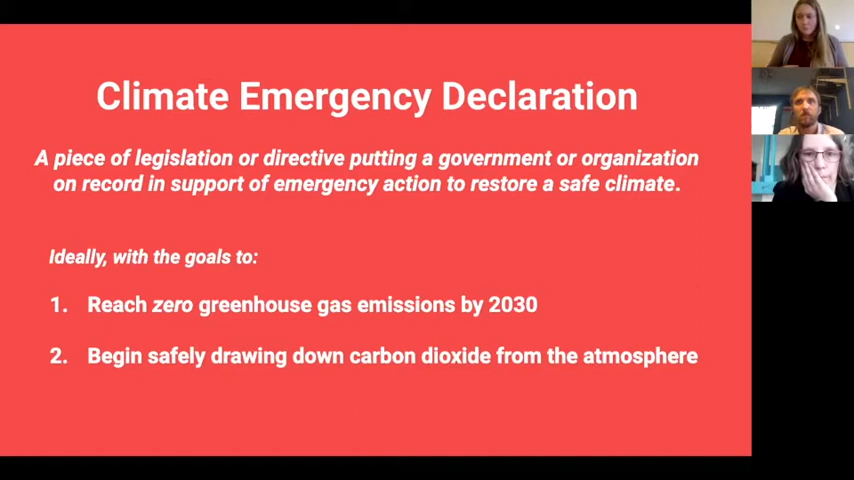 Climate Emergency Declaration
A piece of legislation or directive putting a government or organization
on record in support of emergency action to restore a safe climate.
Ideally, with the goals to:
1. Reach zero greenhouse gas emissions by 2030
2. Begin safely drawing down carbon dioxide from the atmosphere